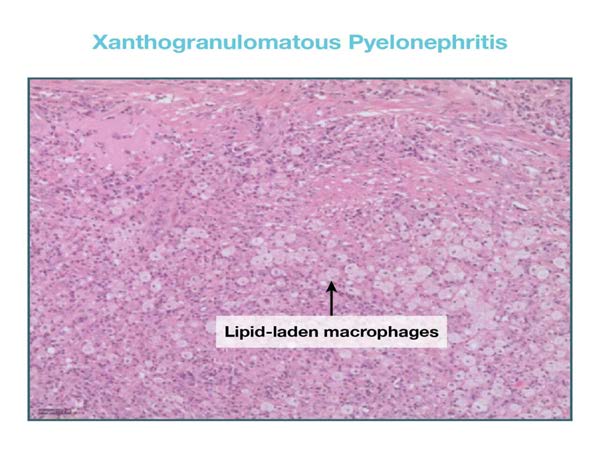 Xanthogranulomatous Pyelonephritis
Lipid-laden macrophages